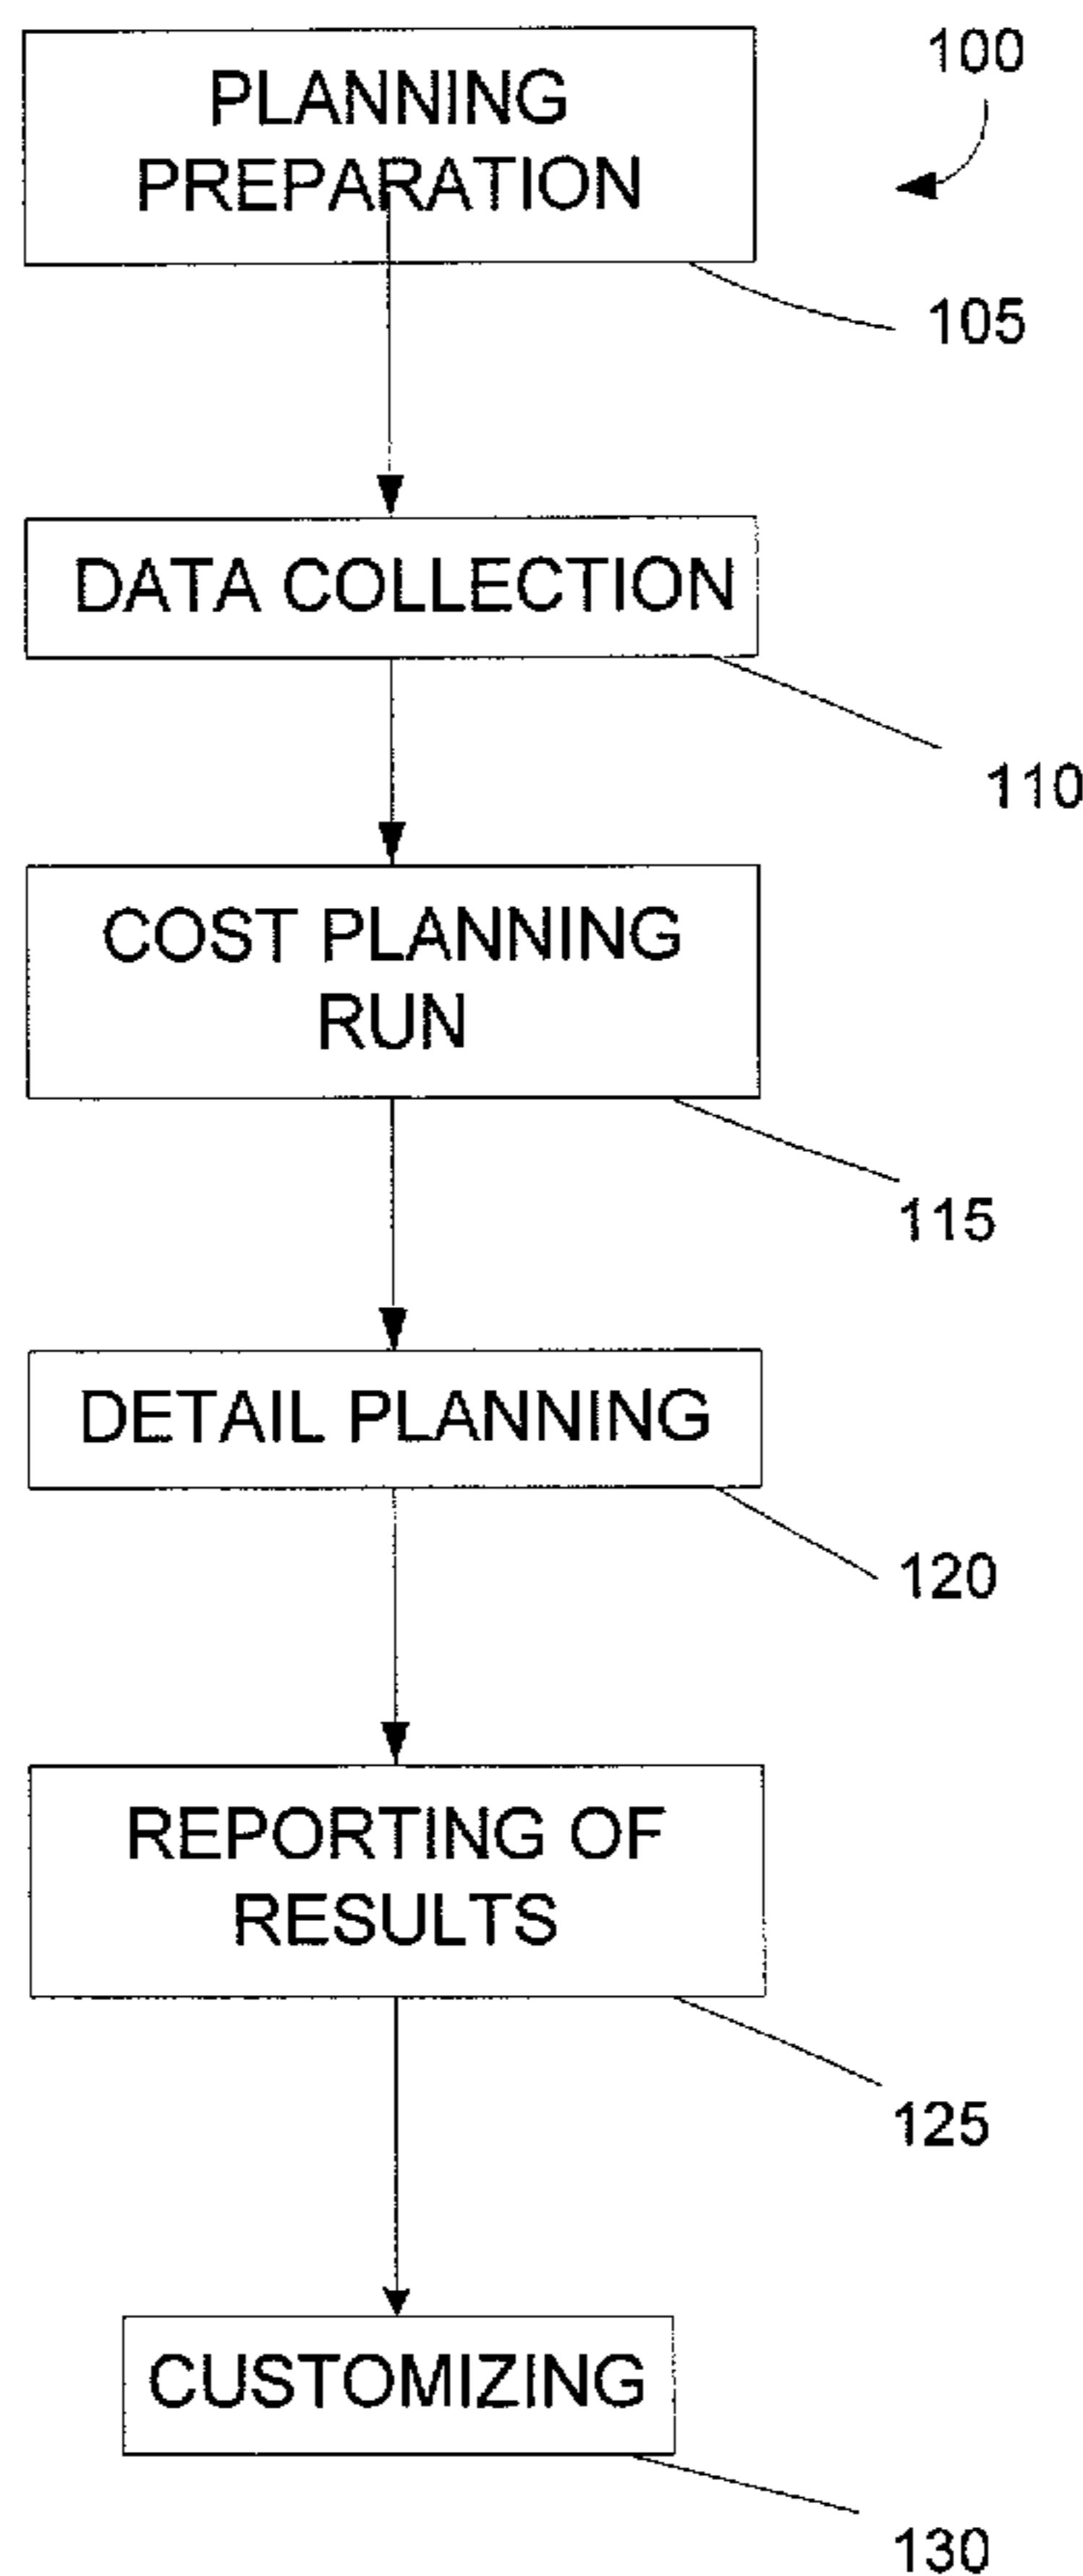 PLANNING
PREPARATION
100
105
DATA COLLECTION
110
COST PLANNING
RUN
115
DETAIL PLANNING
120
REPORTING OF
RESULTS
125
CUSTOMIZING
130